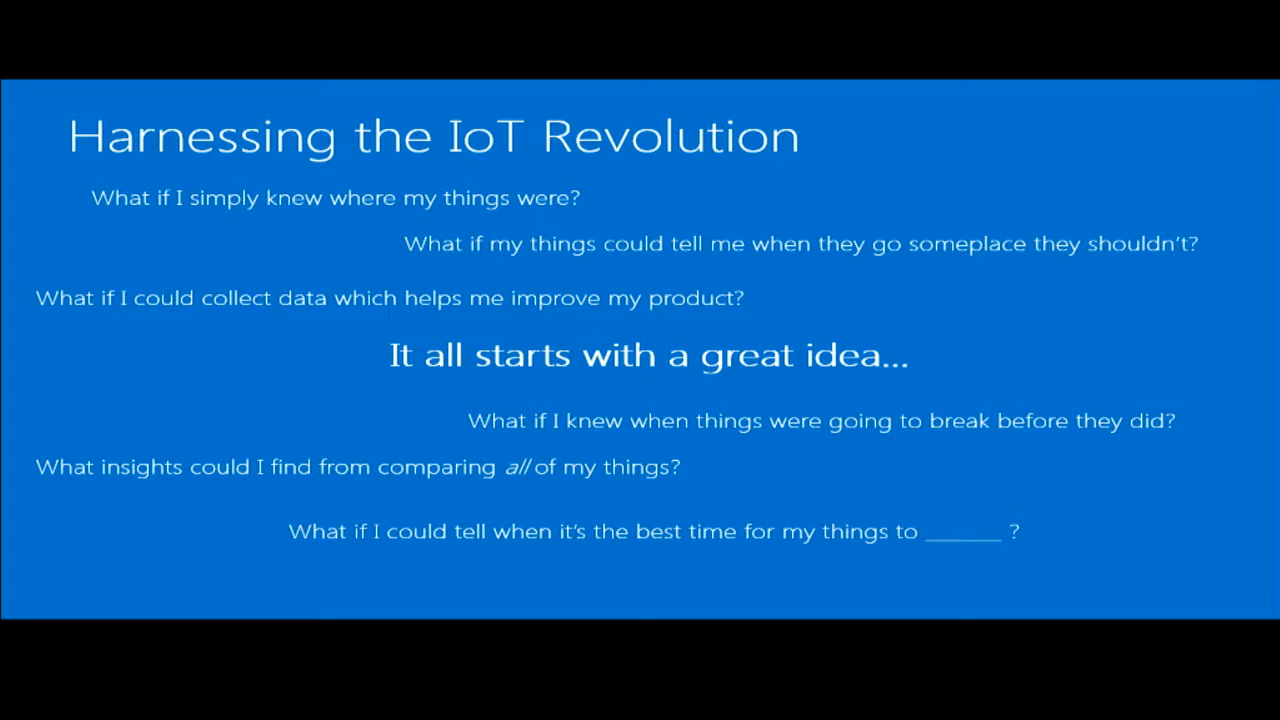 Harnessing the IoT Revolution
What if I simply knew where my things were?
What if my things could tell me when they go someplace they shouldn't?
What if I could collect data which helps me improve my product?
It all starts with a great idea...
What if I knew when things were going to break before they did?
What insights could I find from comparing all of my things?
What if I could tell when it's the best time for my things to _______ ?